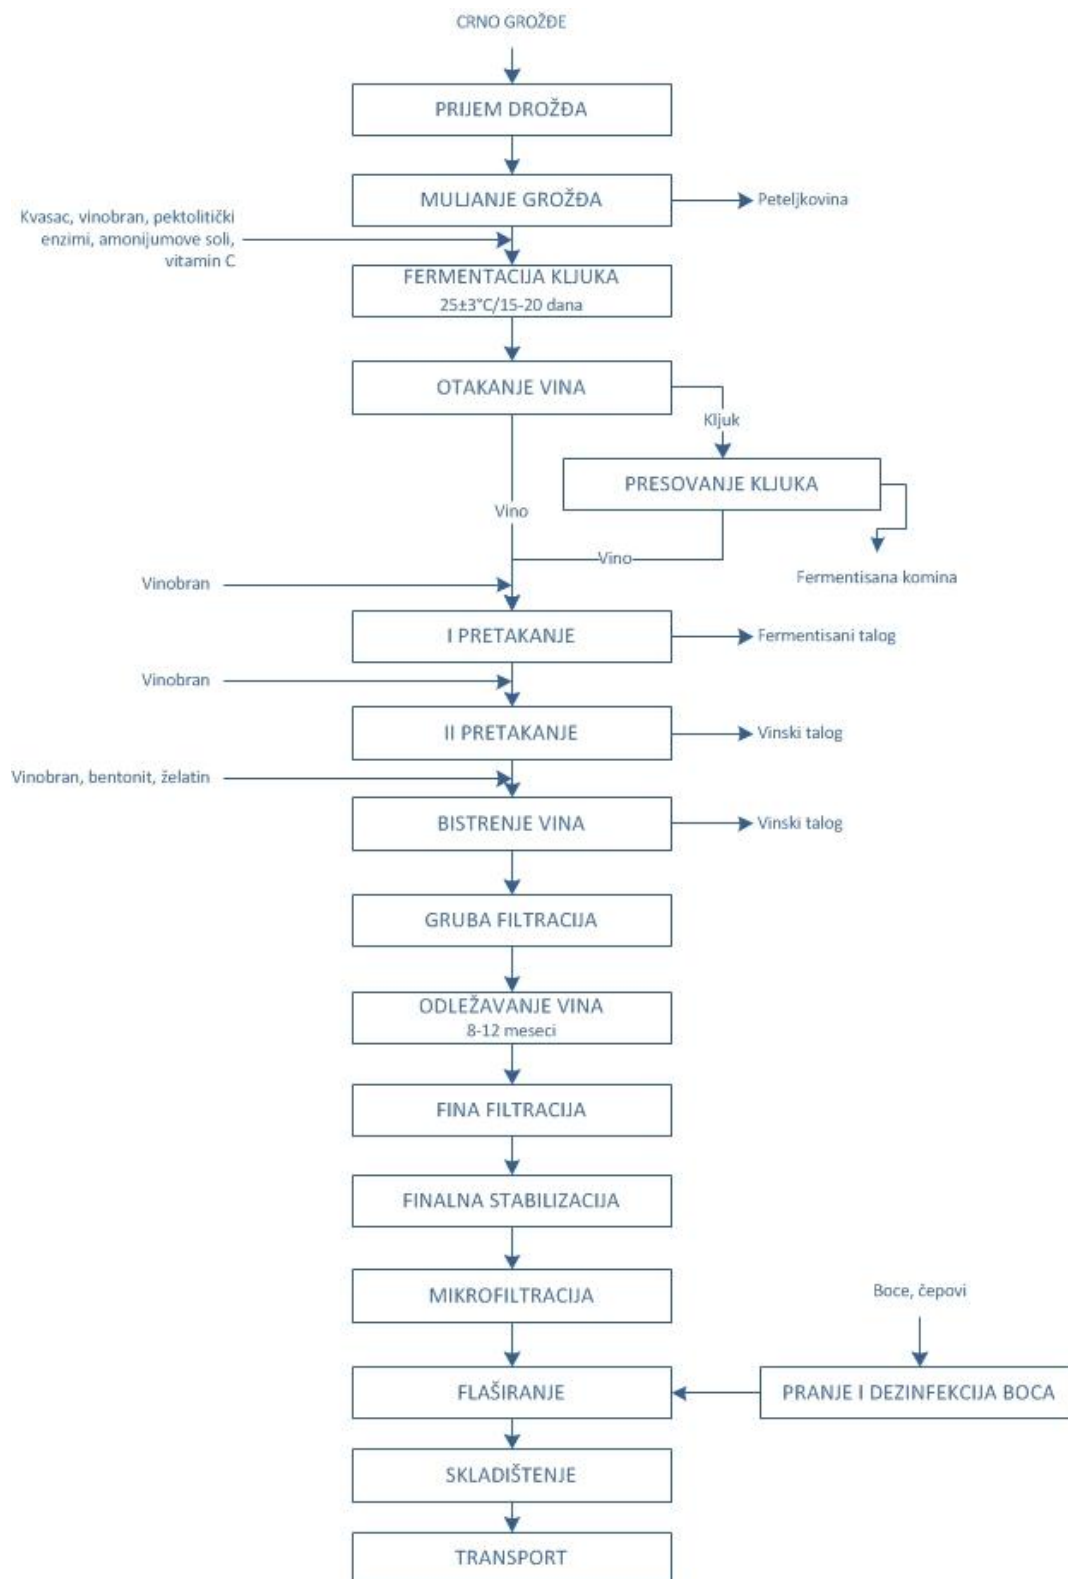 CRNO GROŽĐE
PRIJEM DROŽĐA
MULJANJE GROŽĐA
Peteljkovina
Kvasac, vinobran, pektolitički
enzimi, amonijumove soli,
vitamin C
FERMENTACIJA KLJUKA
25±3°C/15-20 dana
OTAKANJE VINA
Kljuk
PRESOVANJE KLJUKA
Vino
Vino
Fermentisana komina
Vinobran
I PRETAKANJE
Fermentisani talog
Vinobran
II PRETAKANJE
Vinski talog
Vinobran, bentonit, želatin
BISTRENJE VINA
Vinski talog
GRUBA FILTRACIJA
ODLEŽAVANJE VINA
8-12 meseci
FINA FILTRACIJA
FINALNA STABILIZACIJA
MIKROFILTRACIJA
Boce, čepovi
FLAŠIRANJE
PRANJE I DEZINFEKCIJA BOCA
SKLADIŠTENJE
TRANSPORT